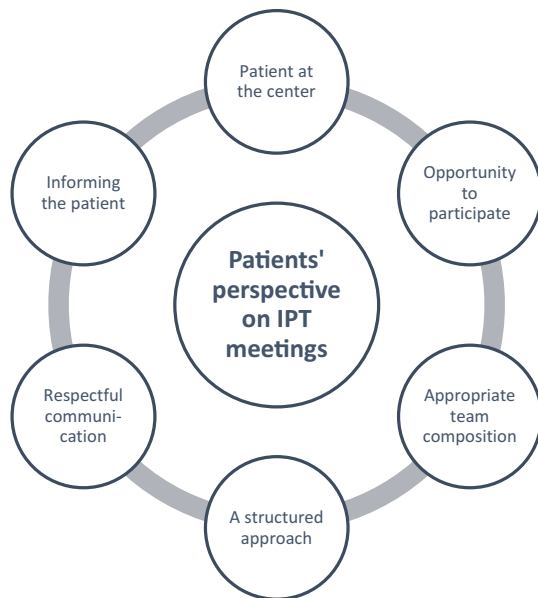 Patient at
the center
Opportunity
to
participate
Appropriate
team
composition
A structured
approach
Respectful
communi-
cation
Informing
the patient
Patients'
perspective
on IPT
meetings